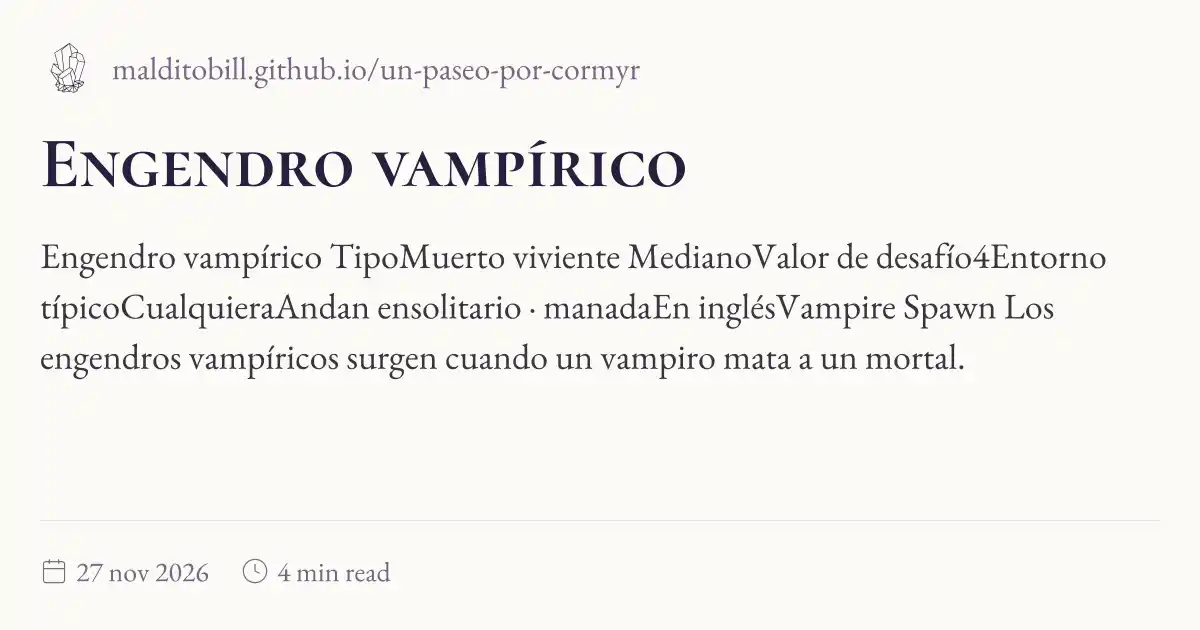 malditobill.github.io/un-paseo-por-cormyr
Engendro vampírico
Engendro vampírico TipoMuerto viviente MedianoValor de desafío4Entorno
típicoCualquieraAndan ensolitario · manadaEn inglésVampire Spawn Los
engendros vampíricos surgen cuando un vampiro mata a un mortal.
27 nov 2026 4 min read